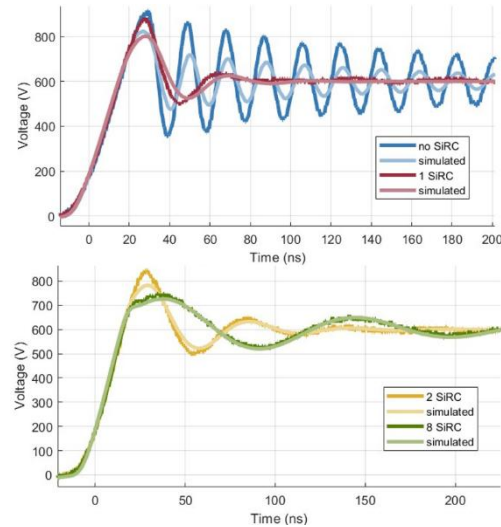 800
600
400
200
0
Voltage (V)
no SiRC
simulated
1 SiRC
simulated
0 20 40 60 80 100 120 140 160 180 200
Time (ns)
800
700
600
500
400
300
200
100
0
Voltage (V)
2 SiRC
simulated
8 SiRC
simulated
0 50 100 150 200
Time (ns)